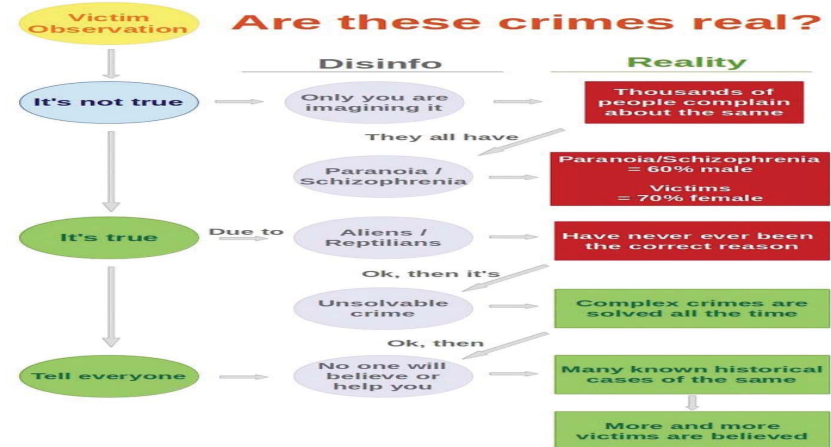 Victim
Observation
Are these crimes real?
Disinfo
Reality
It's not true
Only you are
imagining it
Thousands of
people complain
about the same
They all have
Paranoia /
Schizophrenia
Paranoia/Schizophrenia
= 60% male
Victims
= 70% female
It's true
Due to
Aliens /
Reptilians
Have never ever been
the correct reason
Ok, then it's
Unsolvable
crime
Complex crimes are
solved all the time
Ok, then
Tell everyone
No one will
believe or
help you
Many known historical
cases of the same
More and more
victims are believed